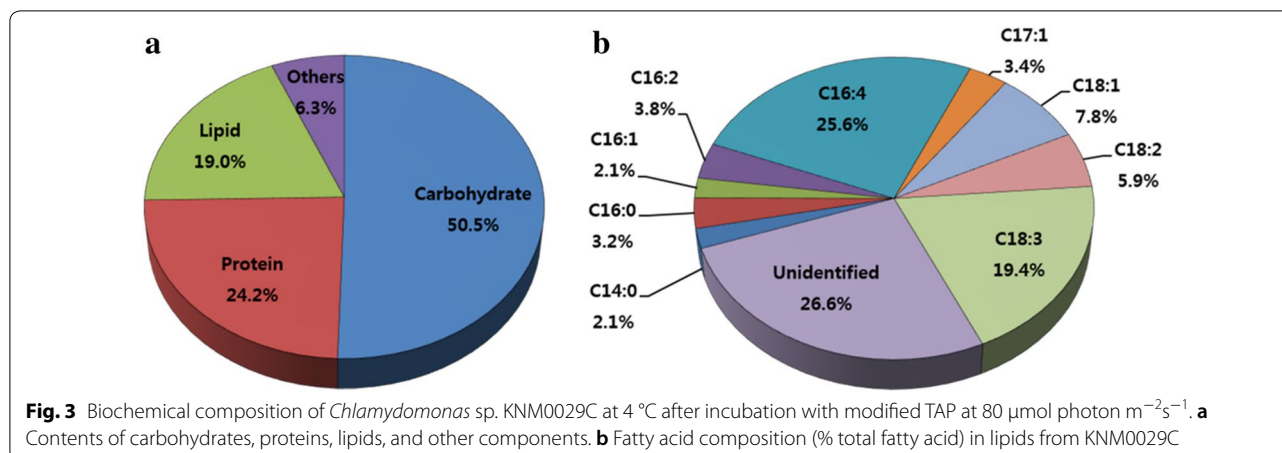 a
Others
6.3%
Lipid
19.0%
Carbohydrate
50.5%
Protein
24.2%
b
C17:1
3.4%
C16:2
3.8%
C16:4
25.6%
C18:1
7.8%
C16:1
2.1%
C18:2
5.9%
C16:0
3.2%
C18:3
19.4%
Unidentified
26.6%
C14:0
2.1%
Fig. 3 Biochemical composition of Chlamydomonas sp. KNM0029C at 4 °C after incubation with modified TAP at 80 μmol photon m⁻²s⁻¹. a
Contents of carbohydrates, proteins, lipids, and other components. b Fatty acid composition (% total fatty acid) in lipids from KNM0029C